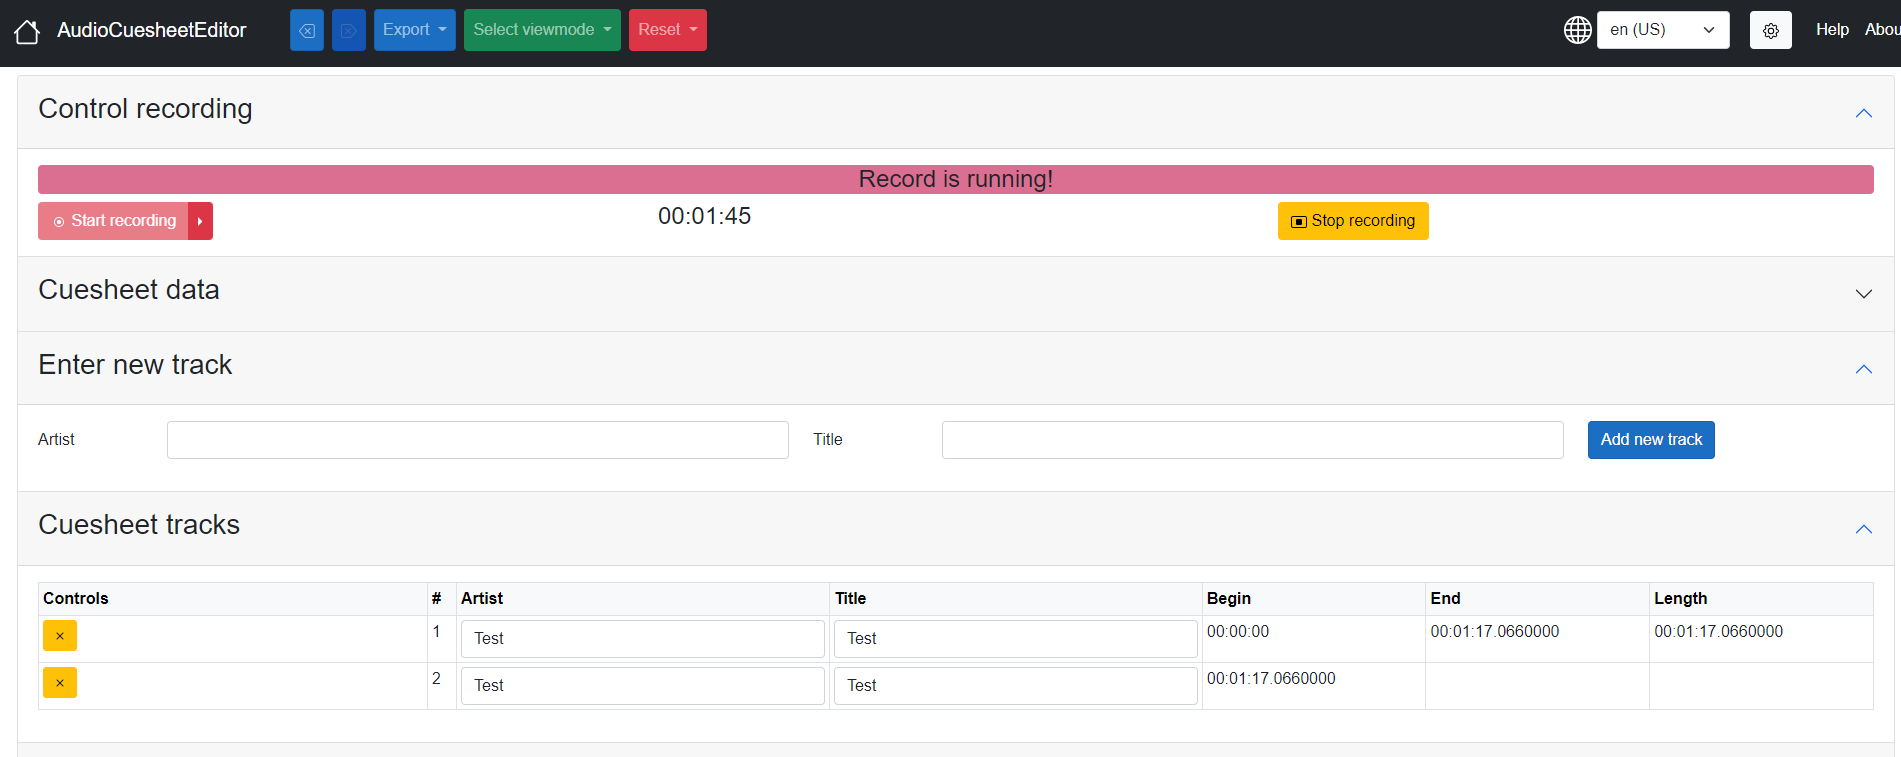 AudioCuesheetEditor Export Select viewmode Reset en (US) Help Abou
Control recording
Record is running!
Start recording 00:01:45 Stop recording
Cuesheet data
Enter new track
Artist Title Add new track
Cuesheet tracks
Controls # Artist Title Begin End Length
1 Test Test 00:00:00 00:01:17.0660000 00:01:17.0660000
2 Test Test 00:01:17.0660000